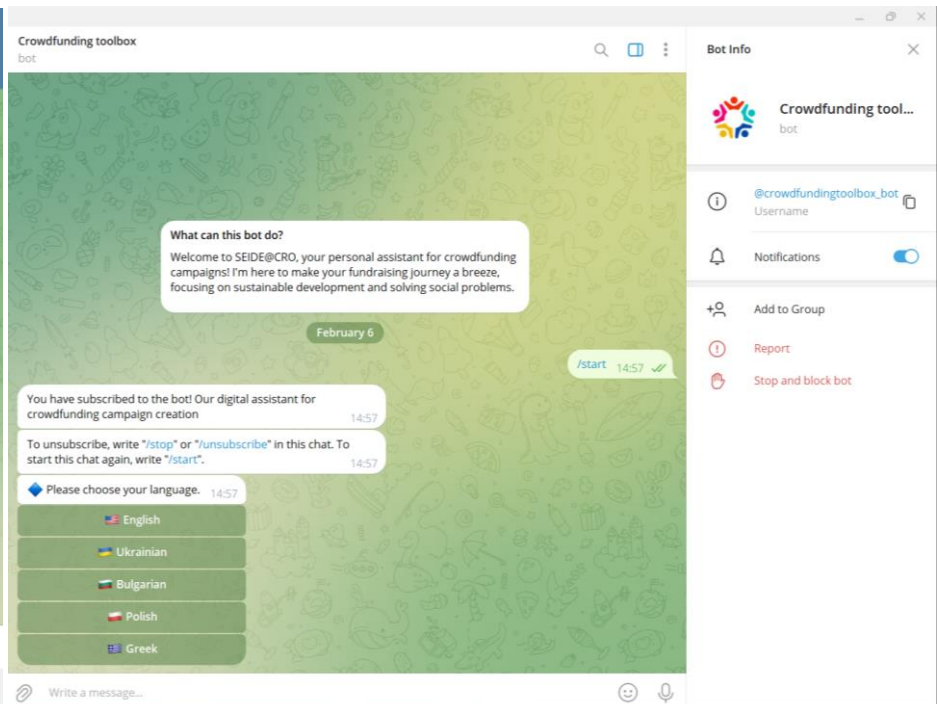 Crowdfunding toolbox
bot
What can this bot do?
Welcome to SEIDE@CRO, your personal assistant for crowdfunding
campaigns! I'm here to make your fundraising journey a breeze,
focusing on sustainable development and solving social problems.
February 6
/start 14:57
You have subscribed to the bot! Our digital assistant for
crowdfunding campaign creation 14:57
To unsubscribe, write "/stop" or "/unsubscribe" in this chat. To
start this chat again, write "/start". 14:57
Please choose your language. 14:57
English
Ukrainian
Bulgarian
Polish
Greek
Write a message...
Bot Info
Crowdfunding tool...
bot
@crowdfundingtoolbox_bot
Username
Notifications
Add to Group
Report
Stop and block bot